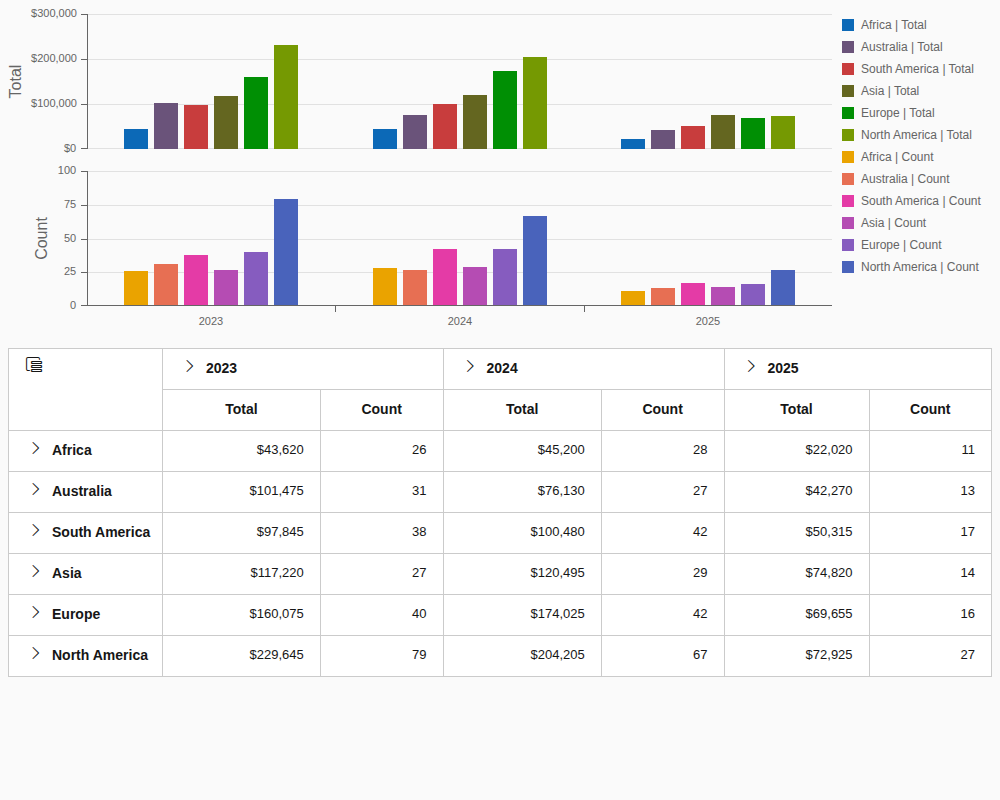 $300,000
$200,000
$100,000
$0
Total
100
75
50
25
0
Count
2023 2024 2025
Africa | Total
Australia | Total
South America | Total
Asia | Total
Europe | Total
North America | Total
Africa | Count
Australia | Count
South America | Count
Asia | Count
Europe | Count
North America | Count
2023 2024 2025
Total Count Total Count Total Count
Africa $43,620 26 $45,200 28 $22,020 11
Australia $101,475 31 $76,130 27 $42,270 13
South America $97,845 38 $100,480 42 $50,315 17
Asia $117,220 27 $120,495 29 $74,820 14
Europe $160,075 40 $174,025 42 $69,655 16
North America $229,645 79 $204,205 67 $72,925 27